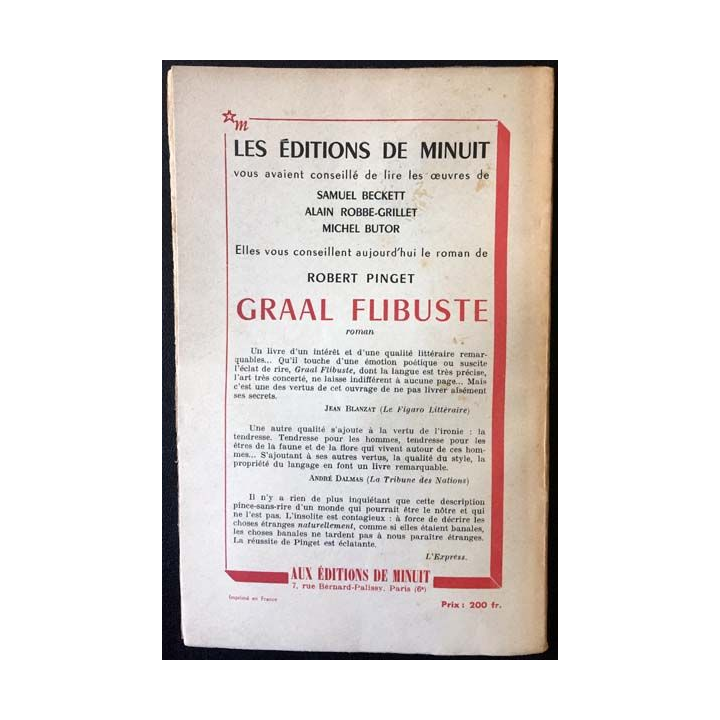 m
LES ÉDITIONS DE MINUIT
vous avaient conseillé de lire les œuvres de
SAMUEL BECKETT
ALAIN ROBBE-GRILLET
MICHEL BUTOR
Elles vous conseillent aujourd'hui le roman de
ROBERT PINGET
GRAAL FLIBUSTE
roman
Un livre d'un intérêt et d'une qualité littéraire remar-
quables... Qu'il touche d'une émotion poétique ou suscite
l'éclat de rire, Graal Flibuste, dont la langue est très précise,
l'art très concerté, ne laisse indifférent à aucune page... Mais
c'est une des vertus de cet ouvrage de ne pas livrer aisément
ses secrets.
JEAN BLANZAT (Le Figaro Littéraire)
Une autre qualité s'ajoute à la vertu de l'ironie : la
tendresse. Tendresse pour les hommes, tendresse pour les
êtres de la faune et de la flore qui vivent autour de ces hom-
mes... S'ajoutant à ses autres vertus, la qualité du style, la
propriété du langage en font un livre remarquable.
ANDRÉ DALMAS (La Tribune des Nations)
Il n'y a rien de plus inquiétant que cette description
pince-sans-rire d'un monde qui pourrait être le nôtre et qui
ne l'est pas. L'insolite est contagieux : à force de décrire les
choses étranges naturellement, comme si elles étaient banales,
les choses banales ne tardent pas à nous paraître étranges.
La réussite de Pinget est éclatante.
L'Express.
AUX ÉDITIONS DE MINUIT
7, rue Bernard-Palissy, Paris (6e)
Imprimé en France
Prix : 200 fr.